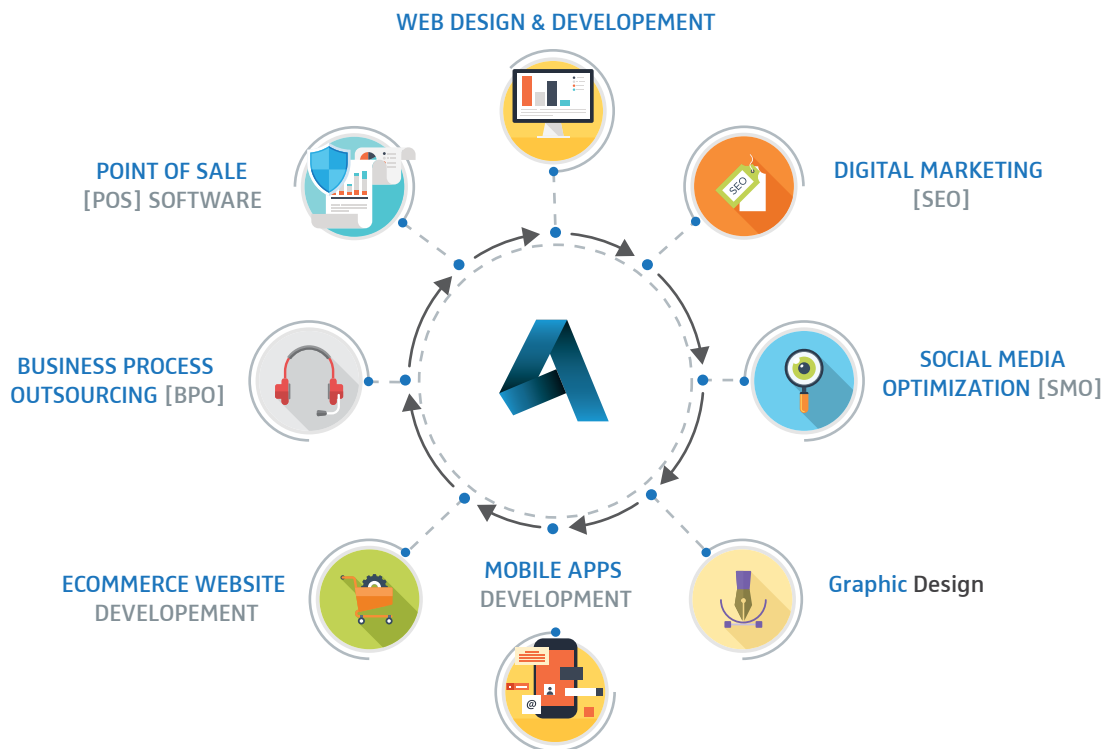 WEB DESIGN & DEVELOPEMENT
POINT OF SALE
[POS] SOFTWARE
DIGITAL MARKETING
[SEO]
SEO
BUSINESS PROCESS
OUTSOURCING [BPO]
SOCIAL MEDIA
OPTIMIZATION [SMO]
ECOMMERCE WEBSITE
DEVELOPEMENT
MOBILE APPS
DEVELOPMENT
Graphic Design
@